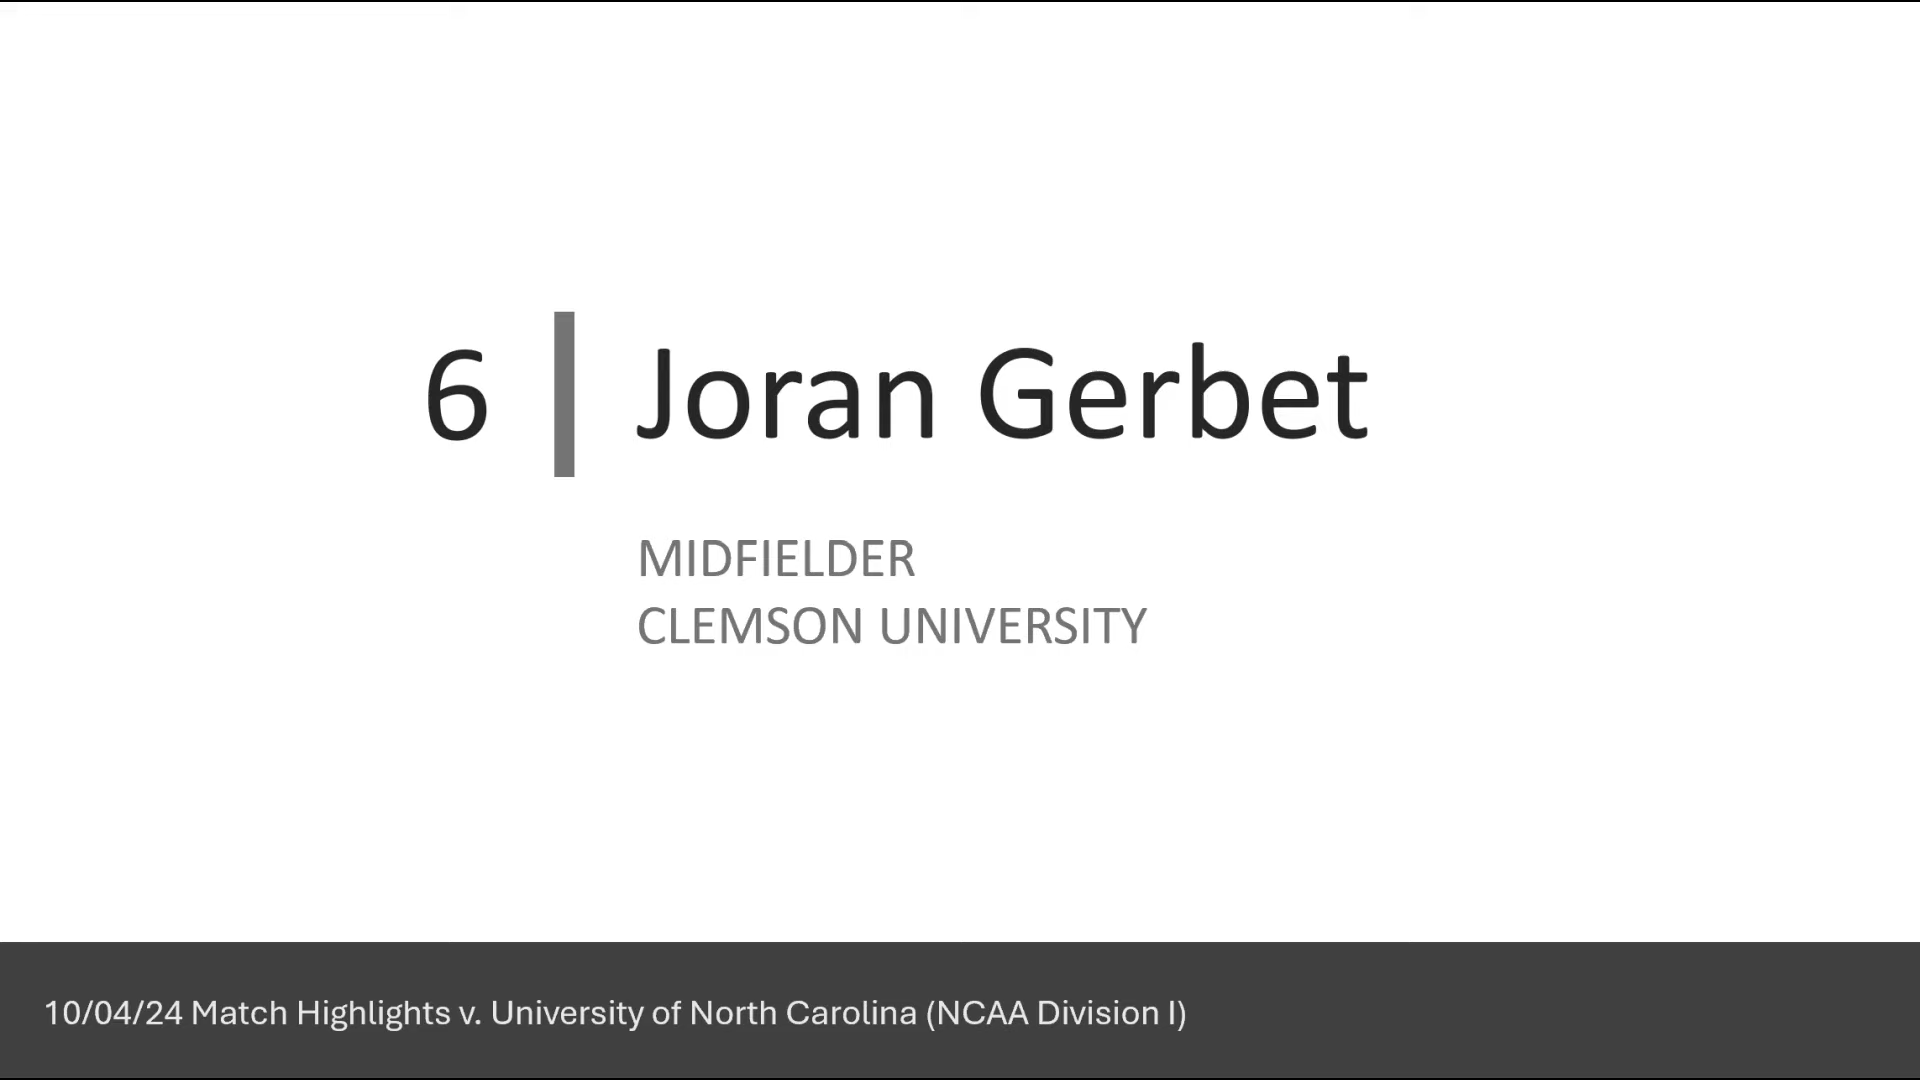 6 Joran Gerbet
MIDFIELDER
CLEMSON UNIVERSITY
10/04/24 Match Highlights v. University of North Carolina (NCAA Division I)